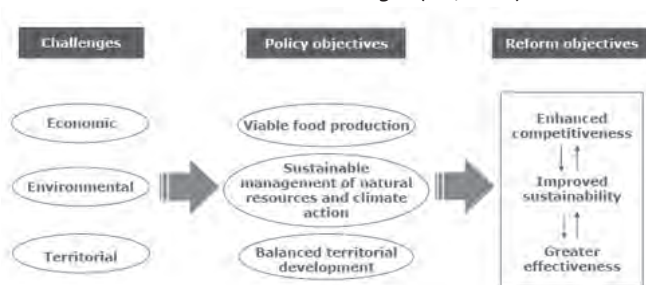 Challenges
Policy objectives
Reform objectives
Economic
Environmental
Territorial
Viable food production
Sustainable
management of natural
resources and climate
action
Balanced territorial
development
Enhanced
competitiveness
Improved
sustainability
Greater
effectiveness